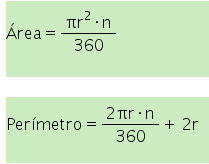 Área = πr²·n / 360
Perímetro = 2πr·n / 360 + 2r